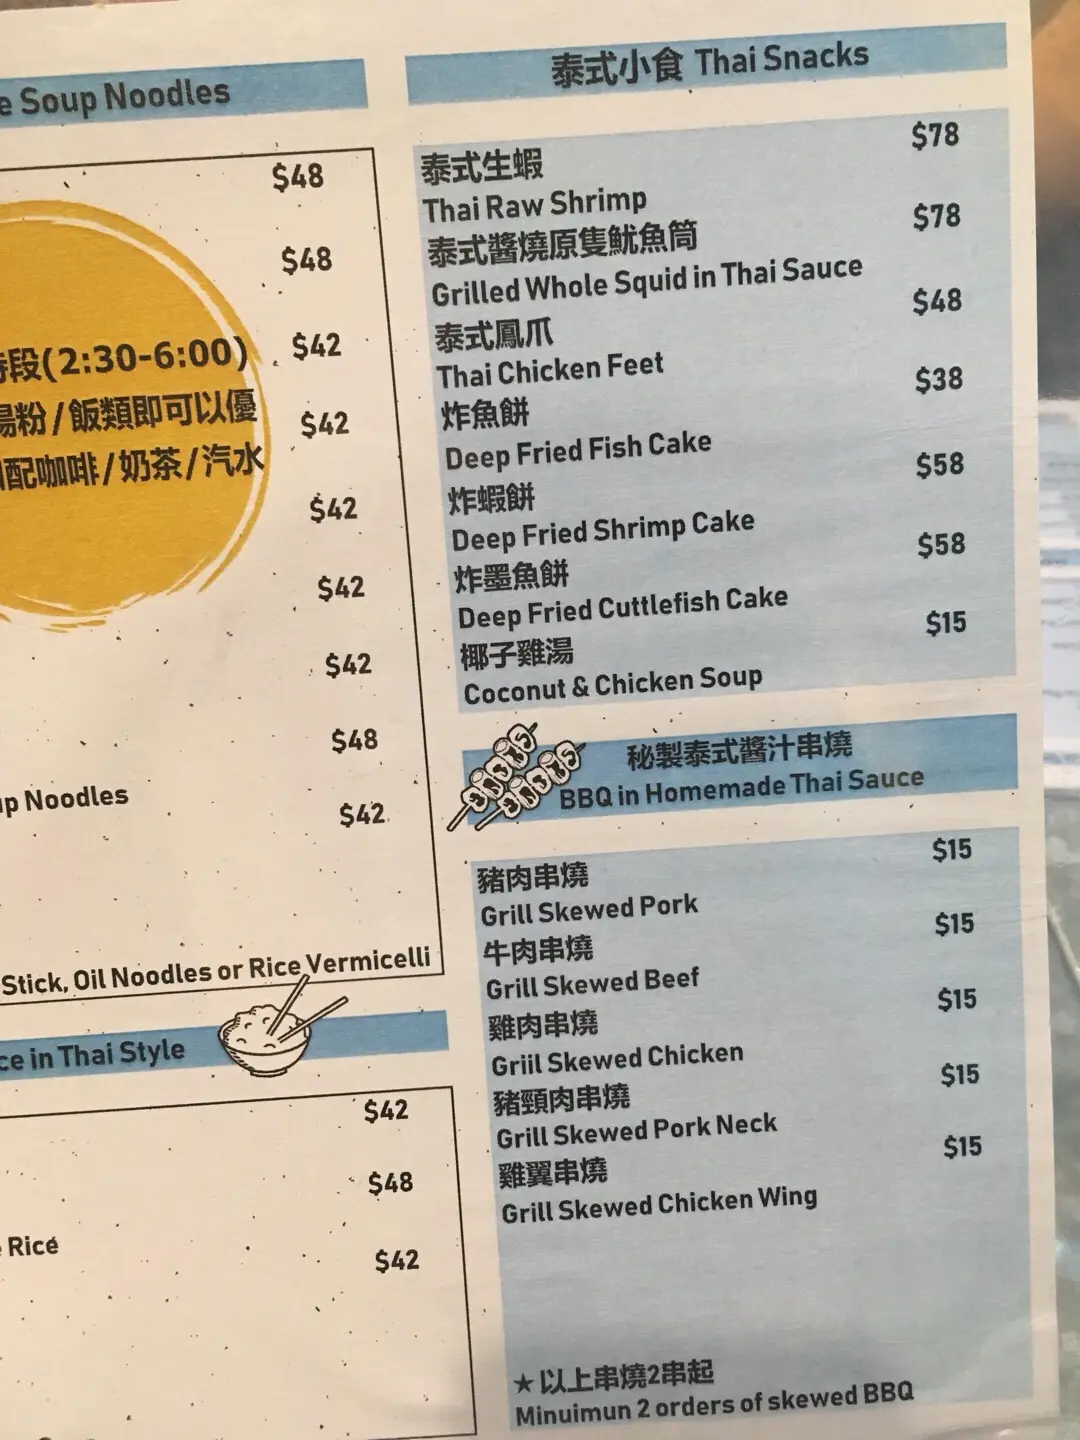 Soup Noodles
$48
$48
$42
$42
$42
$42
$42
$48
Noodles
$42
段(2:30-6:00)
粉/飯類即可以優
配咖啡/奶茶/汽水
Stick, Oil Noodles or Rice Vermicelli
in Thai Style
$42
$48
Rice
$42
泰式小食 Thai Snacks
泰式生蝦 $78
Thai Raw Shrimp
泰式醬燒原隻魷魚筒 $78
Grilled Whole Squid in Thai Sauce
泰式鳳爪 $48
Thai Chicken Feet
炸魚餅 $38
Deep Fried Fish Cake
炸蝦餅 $58
Deep Fried Shrimp Cake
炸墨魚餅 $58
Deep Fried Cuttlefish Cake
椰子雞湯 $15
Coconut & Chicken Soup
秘製泰式醬汁串燒
BBQ in Homemade Thai Sauce
豬肉串燒 $15
Grill Skewed Pork
牛肉串燒 $15
Grill Skewed Beef
雞肉串燒 $15
Griil Skewed Chicken
豬頸肉串燒 $15
Grill Skewed Pork Neck
雞翼串燒 $15
Grill Skewed Chicken Wing
★以上串燒2串起
Minuimun 2 orders of skewed BBQ